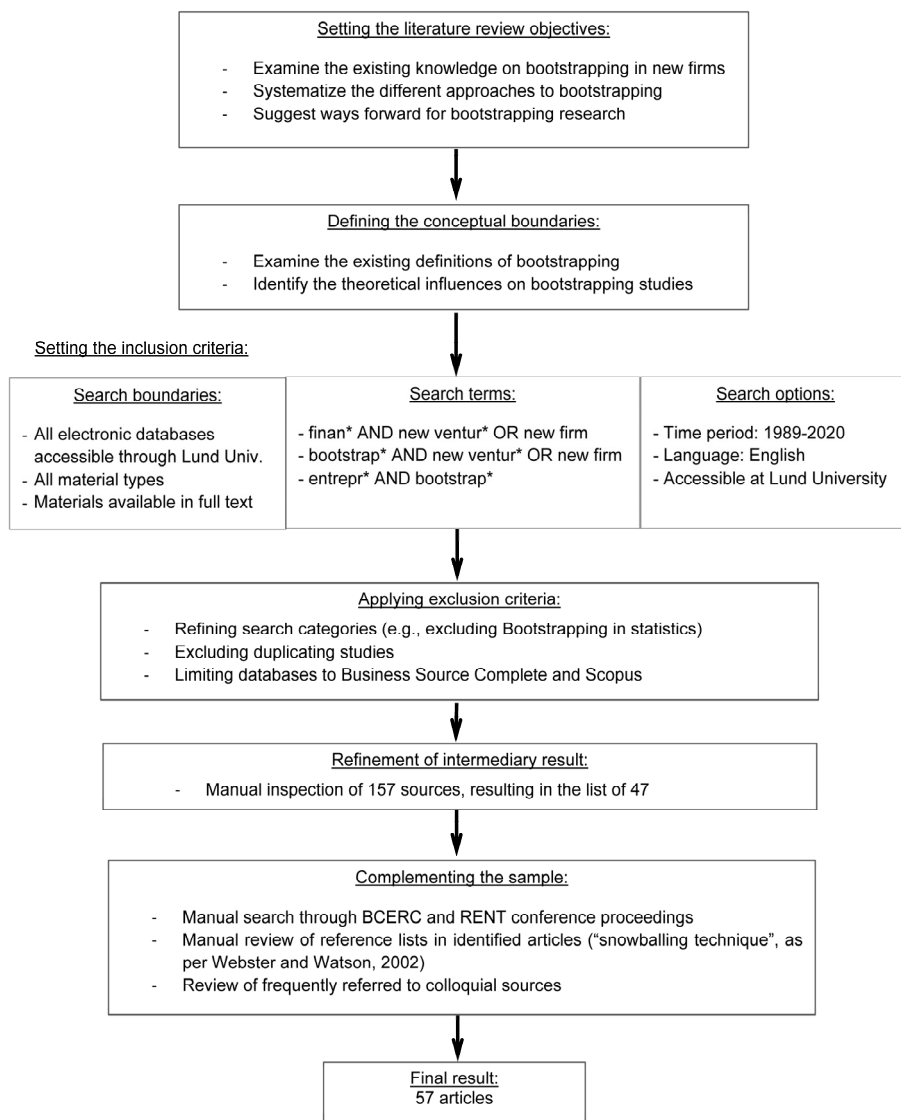 Setting the literature review objectives:
- Examine the existing knowledge on bootstrapping in new firms
- Systematize the different approaches to bootstrapping
- Suggest ways forward for bootstrapping research
Defining the conceptual boundaries:
- Examine the existing definitions of bootstrapping
- Identify the theoretical influences on bootstrapping studies
Setting the inclusion criteria:
Search boundaries:
- All electronic databases
accessible through Lund Univ.
- All material types
- Materials available in full text
Search terms:
- finan* AND new ventur* OR new firm
- bootstrap* AND new ventur* OR new firm
- entrepr* AND bootstrap*
Search options:
- Time period: 1989-2020
- Language: English
- Accessible at Lund University
Applying exclusion criteria:
- Refining search categories (e.g., excluding Bootstrapping in statistics)
- Excluding duplicating studies
- Limiting databases to Business Source Complete and Scopus
Refinement of intermediary result:
- Manual inspection of 157 sources, resulting in the list of 47
Complementing the sample:
- Manual search through BCERC and RENT conference proceedings
- Manual review of reference lists in identified articles (“snowballing technique”, as
per Webster and Watson, 2002)
- Review of frequently referred to colloquial sources
Final result:
57 articles